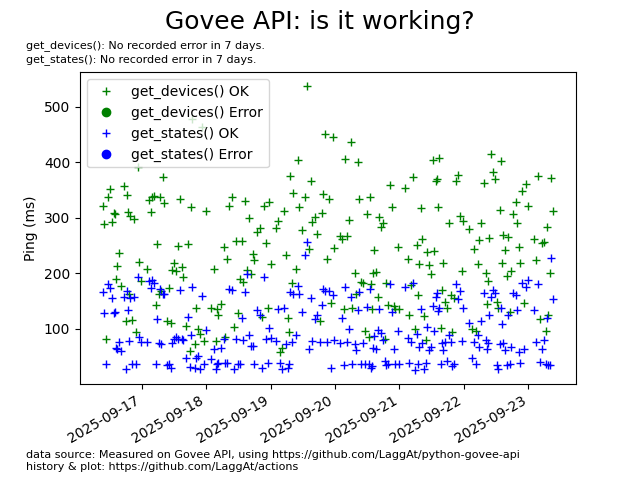 Govee API: is it working?
get_devices(): No recorded error in 7 days.
get_states(): No recorded error in 7 days.
get_devices() OK
get_devices() Error
get_states() OK
get_states() Error
Ping (ms)
500
400
300
200
100
2025-09-17
2025-09-18
2025-09-19
2025-09-20
2025-09-21
2025-09-22
2025-09-23
data source: Measured on Govee API, using https://github.com/LaggAt/python-govee-api
history & plot: https://github.com/LaggAt/actions